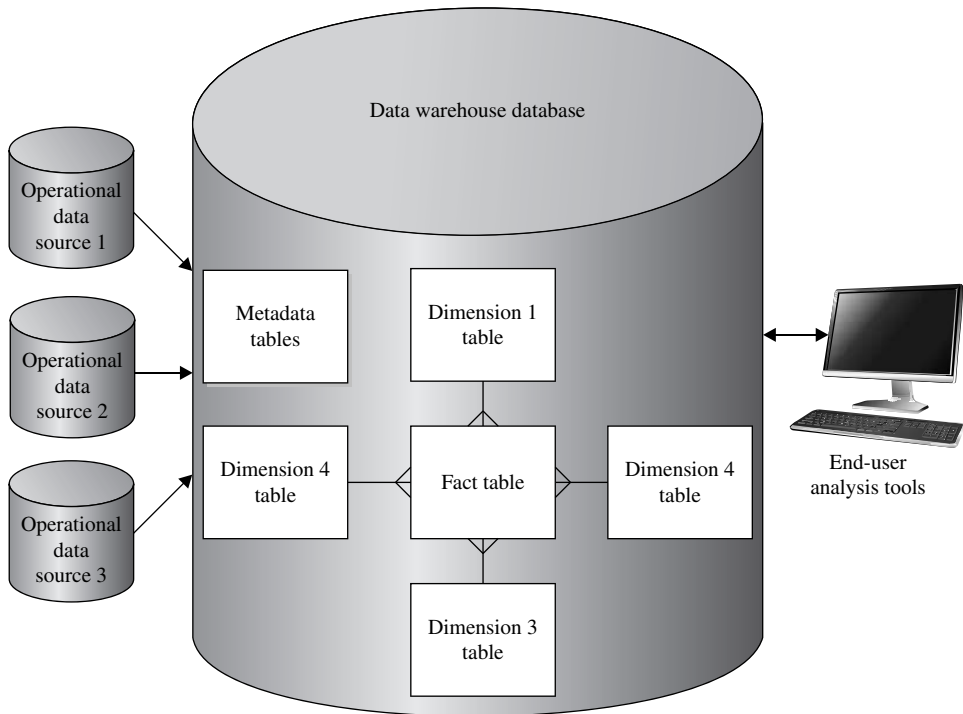 Data warehouse database
Operational
data
source 1
Operational
data
source 2
Operational
data
source 3
Metadata
tables
Dimension 1
table
Dimension 4
table
Fact table
Dimension 4
table
Dimension 3
table
End-user
analysis tools